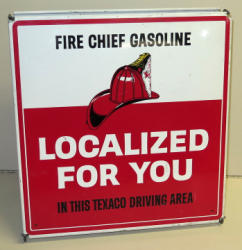 FIRE CHIEF GASOLINE
LOCALIZED
FOR YOU
IN THIS TEXACO DRIVING AREA